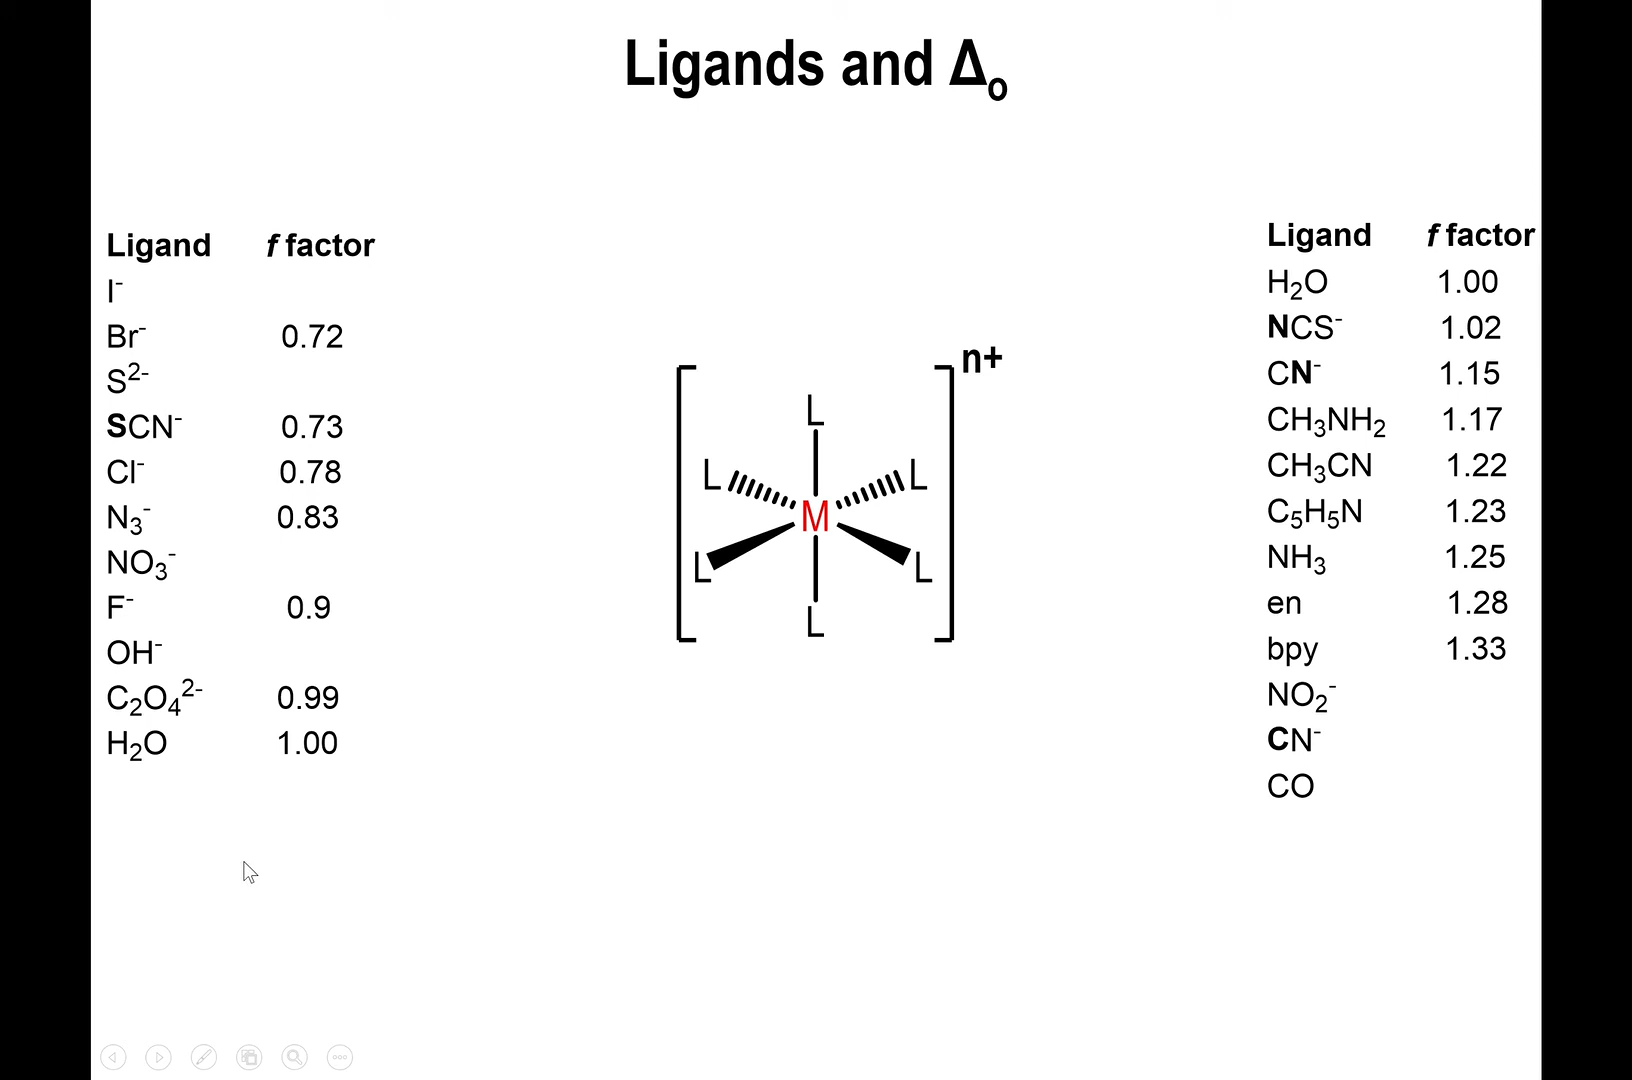 Ligands and Δo
Ligand f factor
I⁻
Br⁻ 0.72
S²⁻
SCN⁻ 0.73
Cl⁻ 0.78
N₃⁻ 0.83
NO₃⁻
F⁻ 0.9
OH⁻
C₂O₄²⁻ 0.99
H₂O 1.00
n+
L
L L
M
L L
L
Ligand f factor
H₂O 1.00
NCS⁻ 1.02
CN⁻ 1.15
CH₃NH₂ 1.17
CH₃CN 1.22
C₅H₅N 1.23
NH₃ 1.25
en 1.28
bpy 1.33
NO₂⁻
CN⁻
CO